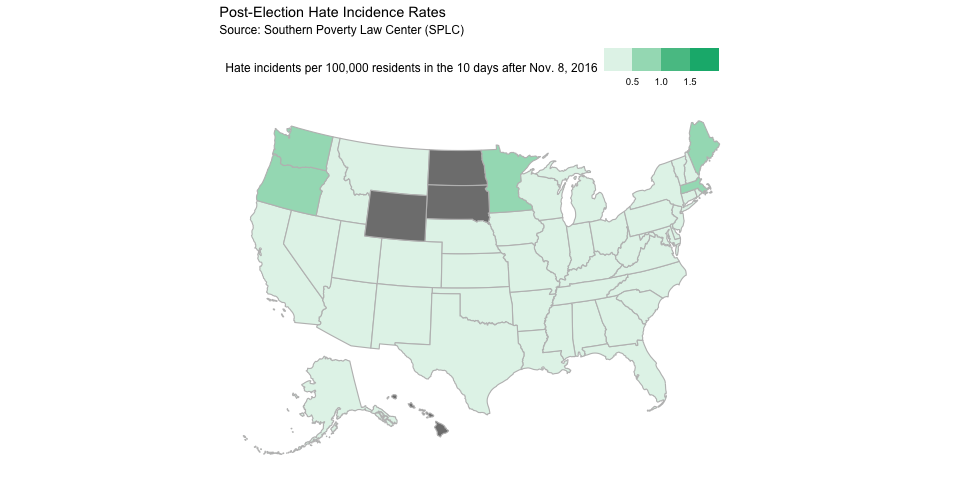 Post-Election Hate Incidence Rates
Source: Southern Poverty Law Center (SPLC)
Hate incidents per 100,000 residents in the 10 days after Nov. 8, 2016
0.5 1.0 1.5